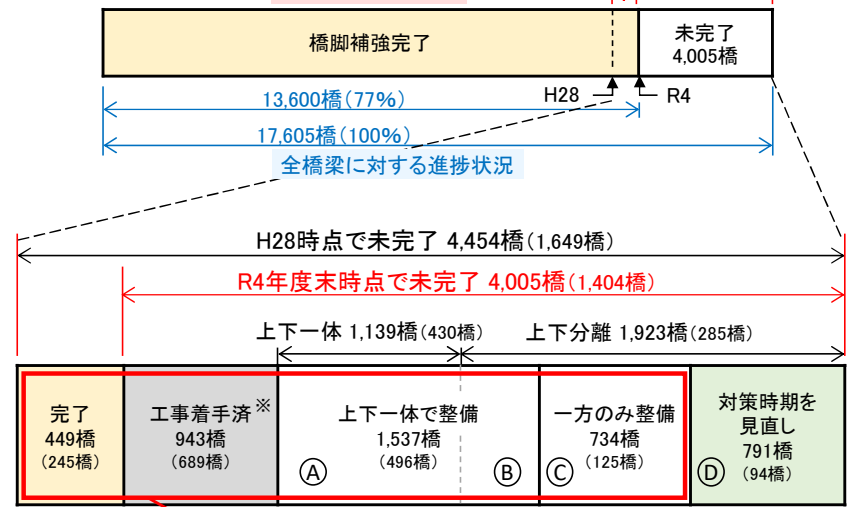 橋脚補強完了
未完了
4,005橋
H28
R4
13,600橋(77%)
17,605橋(100%)
全橋梁に対する進捗状況
H28時点で未完了 4,454橋(1,649橋)
R4年度末時点で未完了 4,005橋(1,404橋)
上下一体 1,139橋(430橋)
上下分離 1,923橋(285橋)
完了
449橋
(245橋)
工事着手済※
943橋
(689橋)
上下一体で整備
1,537橋
(496橋)
Ⓐ
Ⓑ
一方のみ整備
734橋
(125橋)
Ⓒ
対策時期を
見直し
791橋
(94橋)
Ⓓ